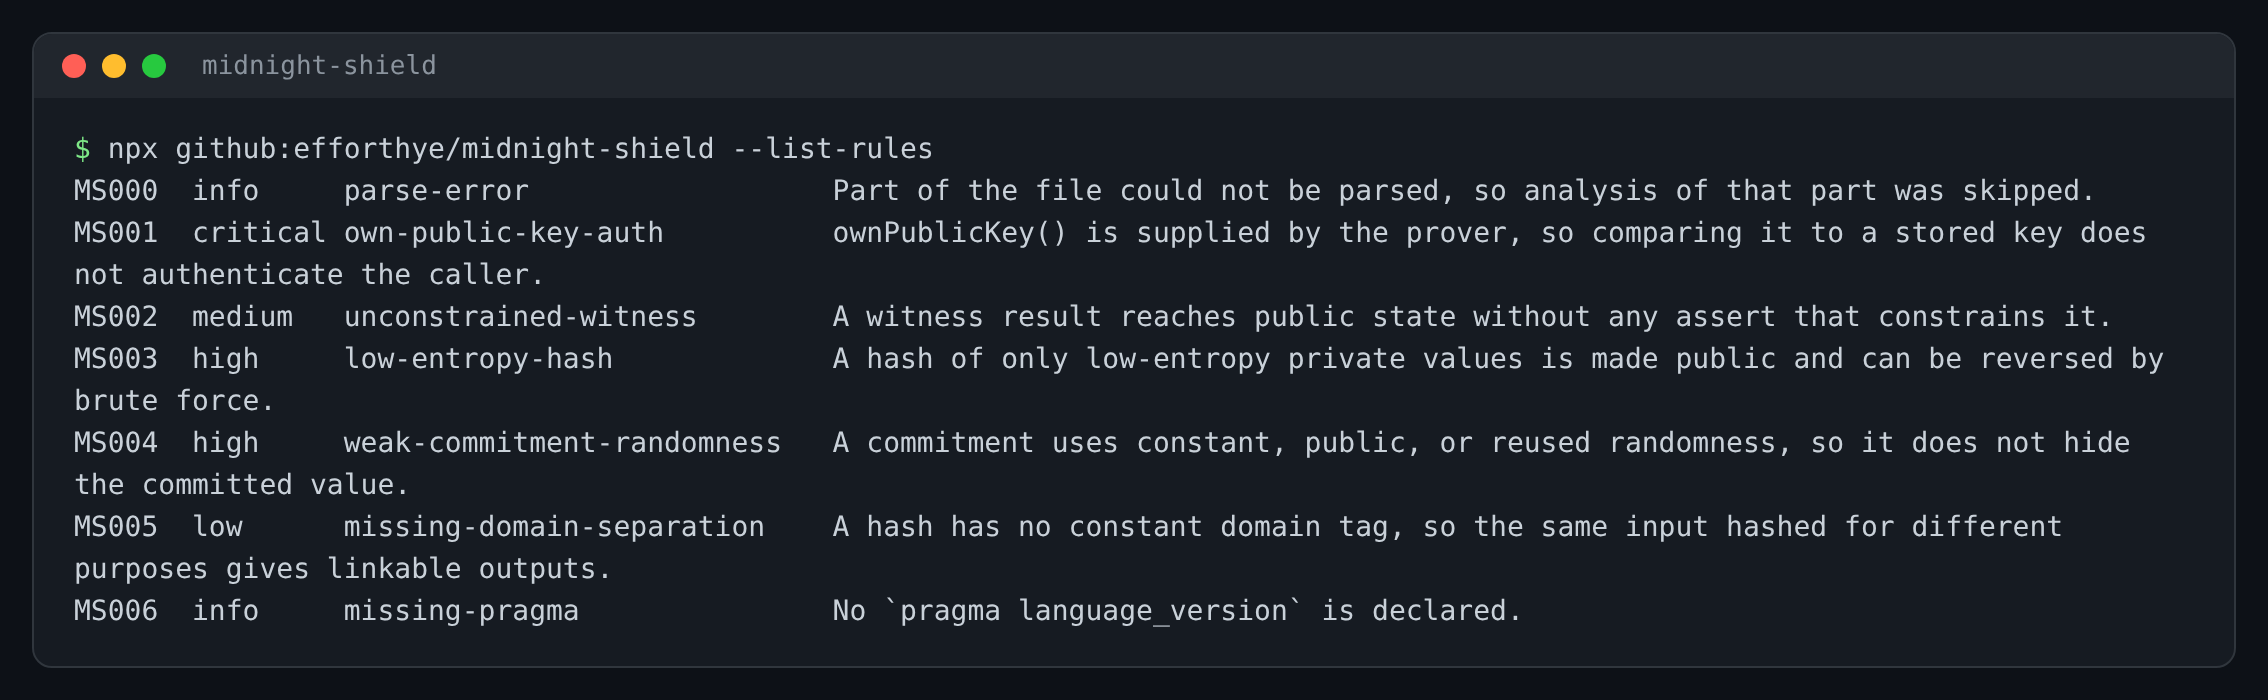 midnight-shield
$ npx github:efforthye/midnight-shield --list-rules
MS000  info     parse-error                  Part of the file could not be parsed, so analysis of that part was skipped.
MS001  critical own-public-key-auth          ownPublicKey() is supplied by the prover, so comparing it to a stored key does
not authenticate the caller.
MS002  medium   unconstrained-witness        A witness result reaches public state without any assert that constrains it.
MS003  high     low-entropy-hash             A hash of only low-entropy private values is made public and can be reversed by
brute force.
MS004  high     weak-commitment-randomness   A commitment uses constant, public, or reused randomness, so it does not hide
the committed value.
MS005  low      missing-domain-separation    A hash has no constant domain tag, so the same input hashed for different
purposes gives linkable outputs.
MS006  info     missing-pragma               No `pragma language_version` is declared.